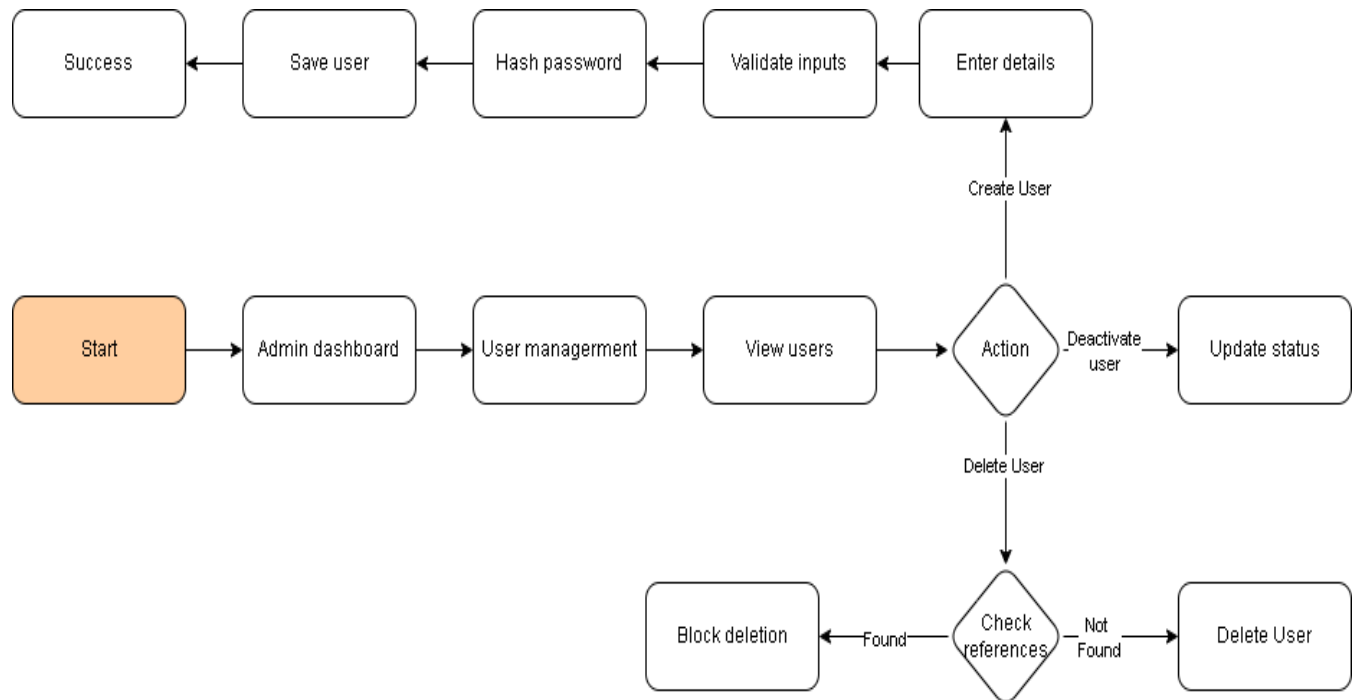 Success
Save user
Hash password
Validate inputs
Enter details
Create User
Start
Admin dashboard
User managerment
View users
Action
Deactivate
user
Update status
Delete User
Block deletion
Found
Check
references
Not
Found
Delete User